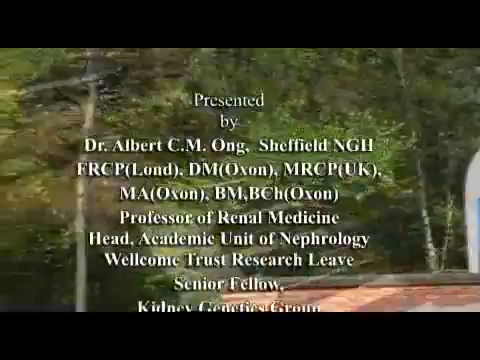 Presented
by
Dr. Albert C.M. Ong, Sheffield NGH
FRCP(Lond), DM(Oxon), MRCP(UK),
MA(Oxon), BM,BCh(Oxon)
Professor of Renal Medicine
Head, Academic Unit of Nephrology
Wellcome Trust Research Leave
Senior Fellow,
Kidney Genetics Group